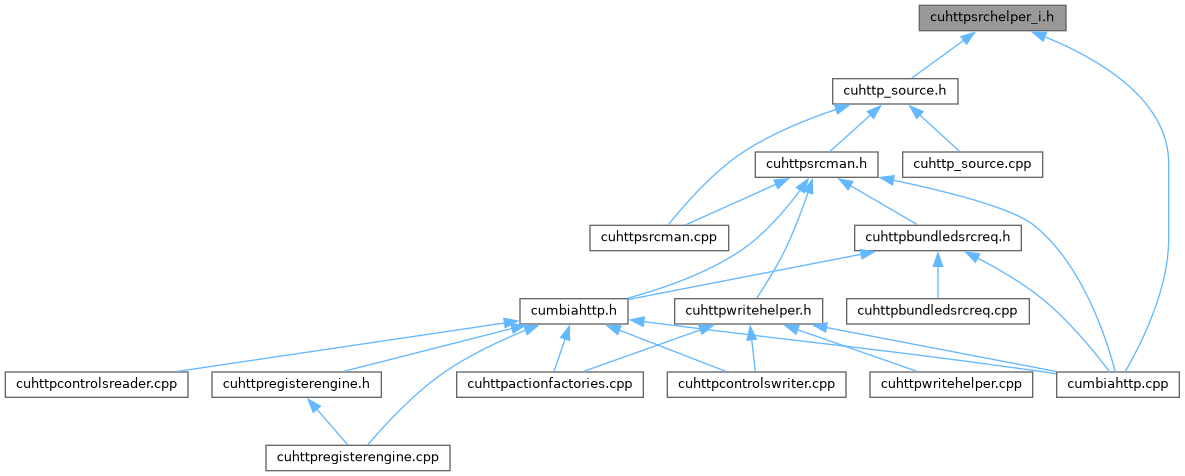 cuhttpsrchelper_i.h
cuhttp_source.h
cuhttpsrcman.h
cuhttp_source.cpp
cuhttpsrcman.cpp
cuhttpbundledsrcreq.h
cumbiahttp.h
cuhttpwritehelper.h
cuhttpbundledsrcreq.cpp
cuhttpcontrolsreader.cpp
cuhttpregisterengine.h
cuhttpactionfactories.cpp
cuhttpcontrolswriter.cpp
cuhttpwritehelper.cpp
cumbiahttp.cpp
cuhttpregisterengine.cpp